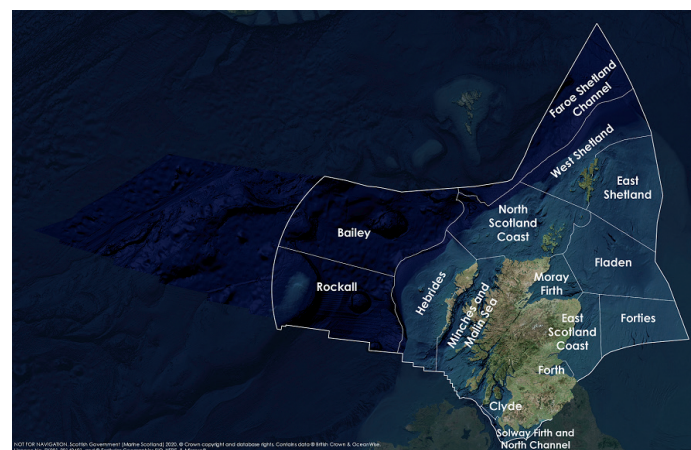 Faroe Shetland
Channel
West Shetland
East
Shetland
North
Scotland
Coast
Bailey
Fladen
Moray
Firth
Rockall
Hebrides
Minches and
Malin Sea
East
Scotland
Coast
Forties
Forth
Clyde
Solway Firth and
North Channel
NOT FOR NAVIGATION. Scottish Government (Marine Scotland) 2020. © Crown copyright and database rights. Contains data © British Crown & OceanWise.